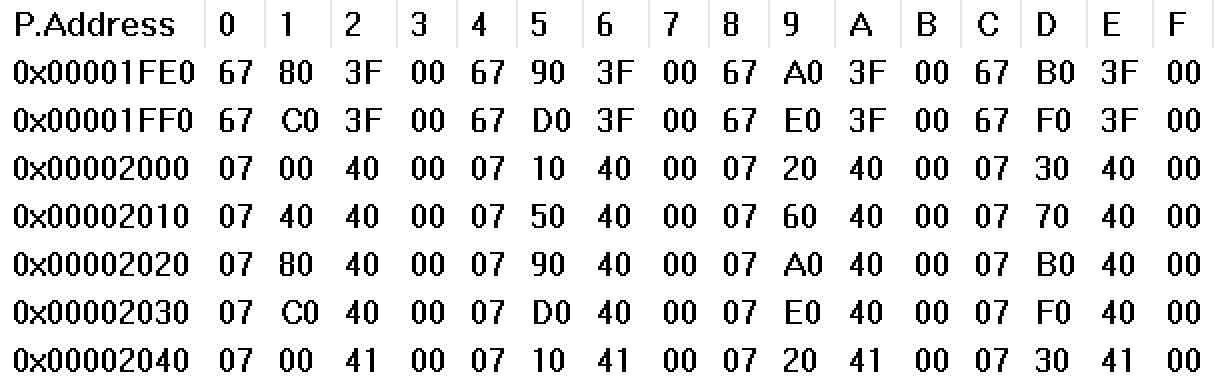 P.Address 0 1 2 3 4 5 6 7 8 9 A B C D E F
0x00001FE0 67 80 3F 00 67 90 3F 00 67 A0 3F 00 67 B0 3F 00
0x00001FF0 67 C0 3F 00 67 D0 3F 00 67 E0 3F 00 67 F0 3F 00
0x00002000 07 00 40 00 07 10 40 00 07 20 40 00 07 30 40 00
0x00002010 07 40 40 00 07 50 40 00 07 60 40 00 07 70 40 00
0x00002020 07 80 40 00 07 90 40 00 07 A0 40 00 07 B0 40 00
0x00002030 07 C0 40 00 07 D0 40 00 07 E0 40 00 07 F0 40 00
0x00002040 07 00 41 00 07 10 41 00 07 20 41 00 07 30 41 00